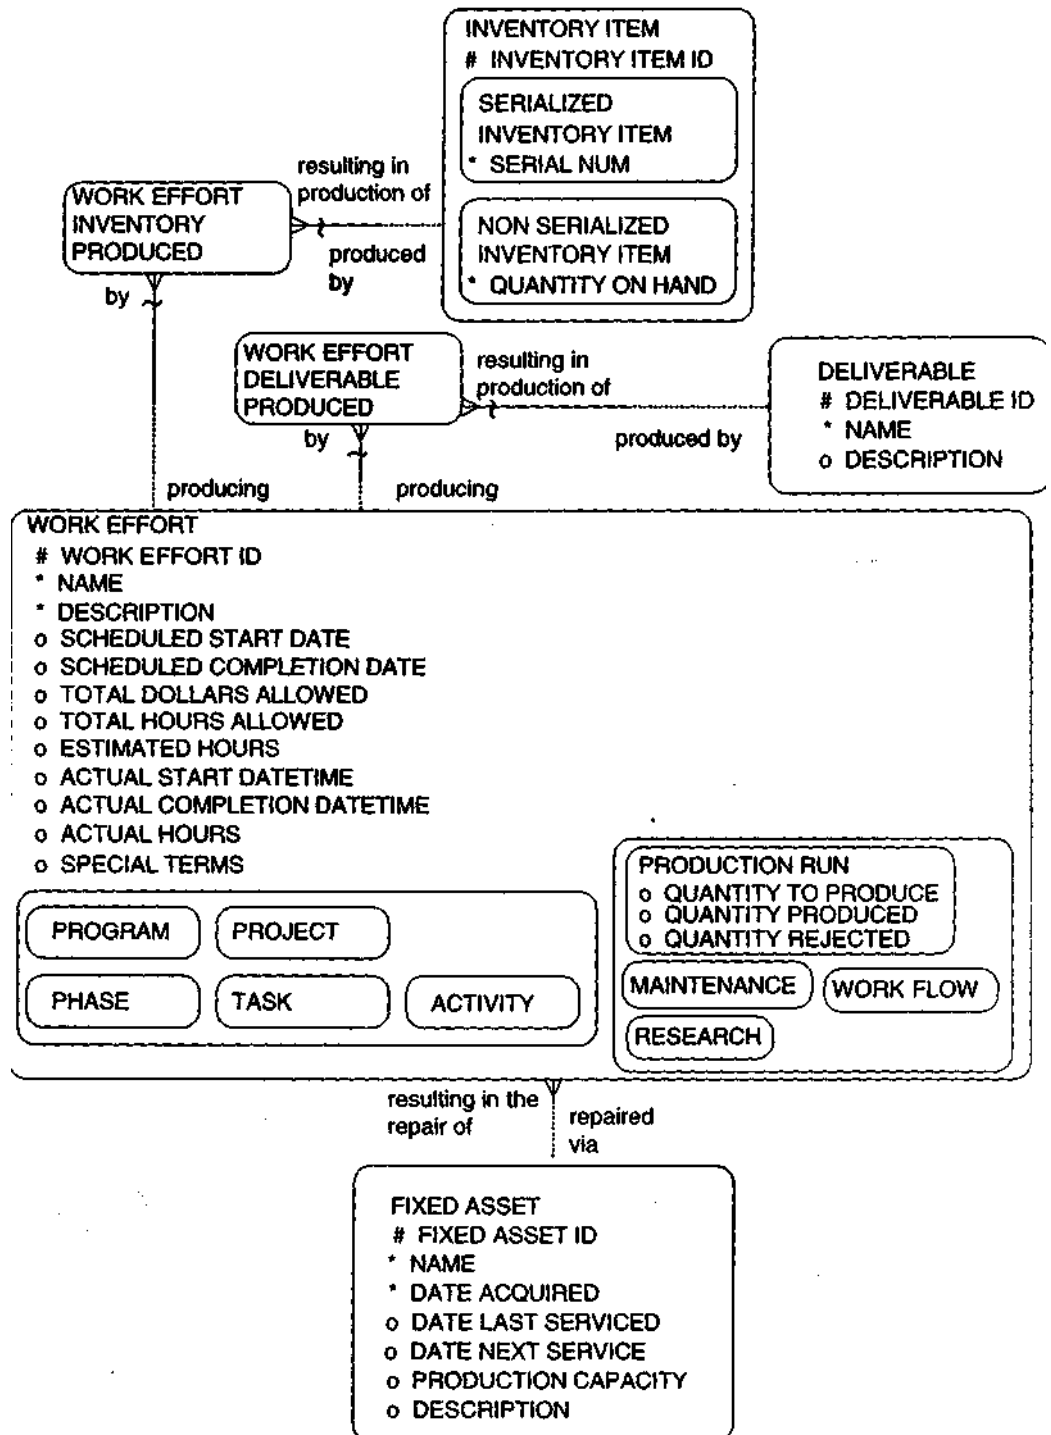 INVENTORY ITEM
# INVENTORY ITEM ID
SERIALIZED
INVENTORY ITEM
* SERIAL NUM
NON SERIALIZED
INVENTORY ITEM
* QUANTITY ON HAND
resulting in
production of
produced
by
WORK EFFORT
INVENTORY
PRODUCED
by
WORK EFFORT
DELIVERABLE
PRODUCED
by
resulting in
production of
produced by
DELIVERABLE
# DELIVERABLE ID
* NAME
o DESCRIPTION
producing
producing
WORK EFFORT
# WORK EFFORT ID
* NAME
* DESCRIPTION
o SCHEDULED START DATE
o SCHEDULED COMPLETION DATE
o TOTAL DOLLARS ALLOWED
o TOTAL HOURS ALLOWED
o ESTIMATED HOURS
o ACTUAL START DATETIME
o ACTUAL COMPLETION DATETIME
o ACTUAL HOURS
o SPECIAL TERMS
PROGRAM
PROJECT
PHASE
TASK
ACTIVITY
PRODUCTION RUN
o QUANTITY TO PRODUCE
o QUANTITY PRODUCED
o QUANTITY REJECTED
MAINTENANCE
WORK FLOW
RESEARCH
resulting in the
repair of
repaired
via
FIXED ASSET
# FIXED ASSET ID
* NAME
* DATE ACQUIRED
o DATE LAST SERVICED
o DATE NEXT SERVICE
o PRODUCTION CAPACITY
o DESCRIPTION